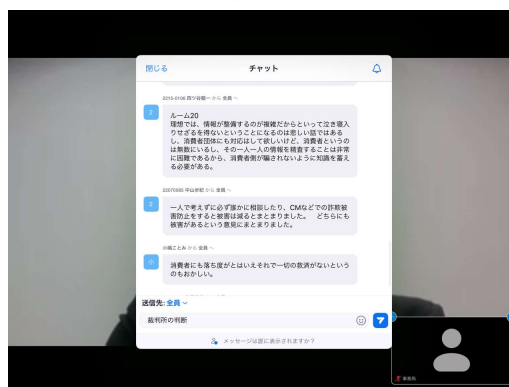 閉じる
チャット
2215-0106 四ツ谷龍一 から 全員 へ
ルーム20
理想では、情報が整備するのが複雑だからといって泣き寝入
りせざるを得ないということになるのは悲しい話ではある
し、消費者団体にも対応はして欲しいけど、消費者というの
は無数にいるし、その一人一人の情報を精査することは非常
に困難であるから、消費者側が騙されないように知識を蓄え
る必要がある。
から 全員 へ
一人で考えずに必ず誰かに相談したり、CMなどでの詐欺被
害防止をすると被害は減るとまとまりました。 どちらにも
被害があるという意見にまとまりました。
から 全員 へ
小
消費者にも落ち度がとはいえそれで一切の救済がないという
のもおかしい。
送信先: 全員
裁判所の判断
メッセージは誰に表示されますか？
事務局